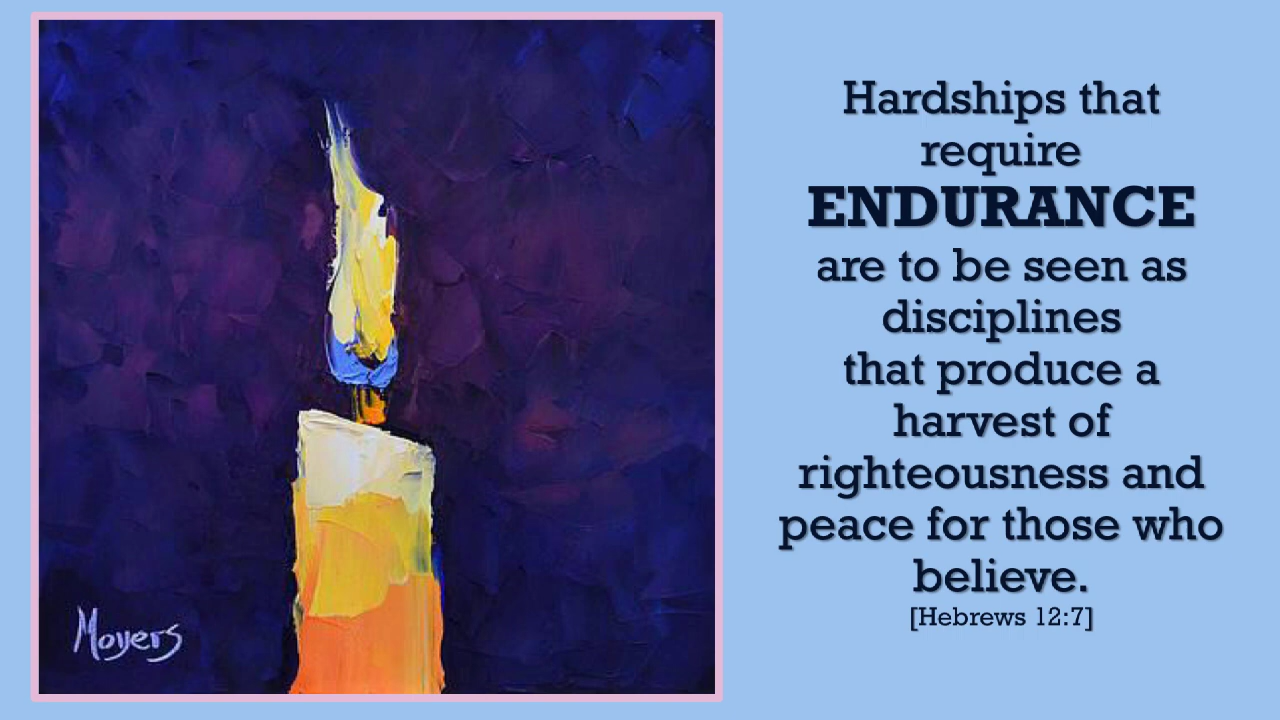 Moyers
Hardships that
require
ENDURANCE
are to be seen as
disciplines
that produce a
harvest of
righteousness and
peace for those who
believe.
[Hebrews 12:7]